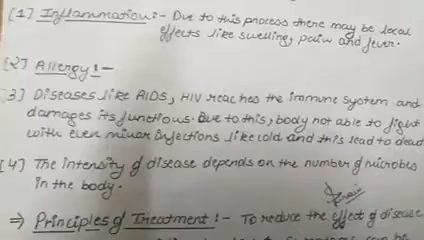 [1] Inflammation :- Due to this process there may be local
effects like swelling, pain and fever.
[2] Allergy :-
[3] Diseases like AIDS, HIV reaches the immune system and
damages its functions. Due to this, body not able to fight
with even minor infections like cold and this lead to dead
[4] The intensity of disease depends on the number of microbes
in the body.
⇒ Principles of Treatment :- To reduce the effect of disease
can be